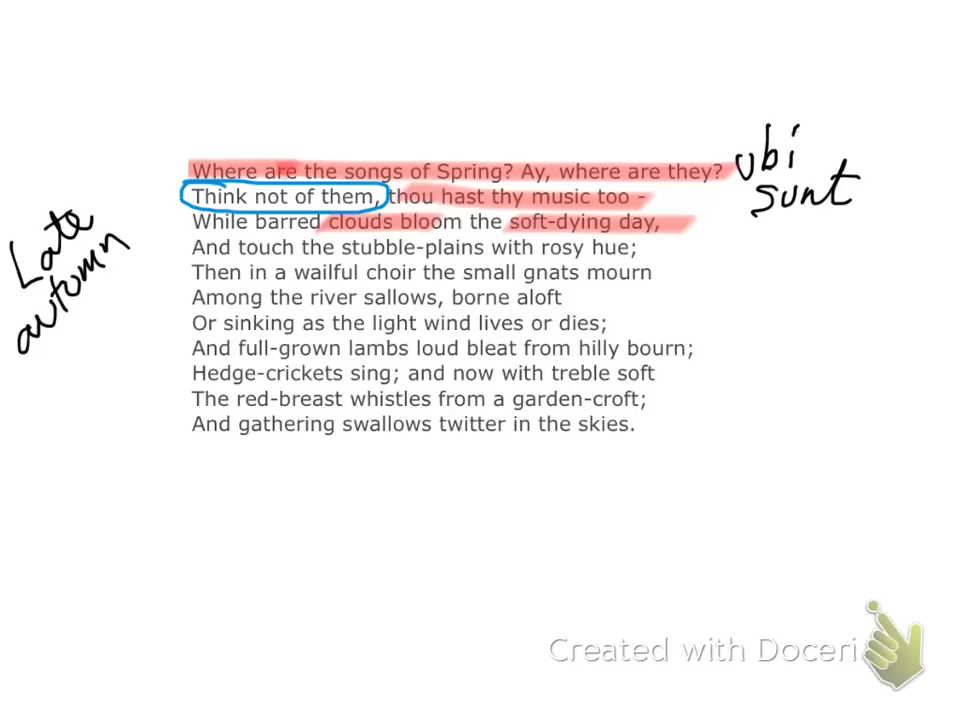 Where are the songs of Spring? Ay, where are they?
Think not of them, thou hast thy music too -
While barred clouds bloom the soft-dying day,
And touch the stubble-plains with rosy hue;
Then in a wailful choir the small gnats mourn
Among the river sallows, borne aloft
Or sinking as the light wind lives or dies;
And full-grown lambs loud bleat from hilly bourn;
Hedge-crickets sing; and now with treble soft
The red-breast whistles from a garden-croft;
And gathering swallows twitter in the skies.
ubi
sunt
Late
automn
Created with Doceri